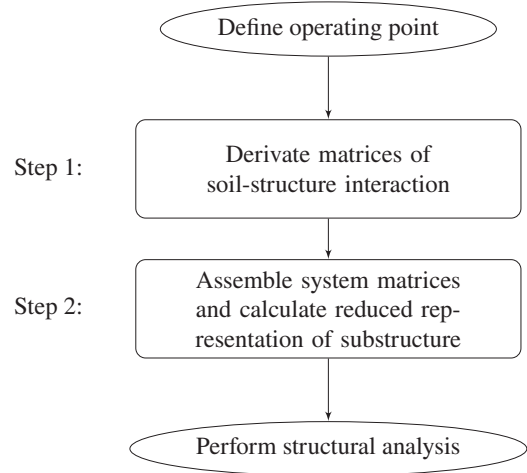 Define operating point
Step 1:
Derivate matrices of
soil-structure interaction
Step 2:
Assemble system matrices
and calculate reduced rep-
resentation of substructure
Perform structural analysis